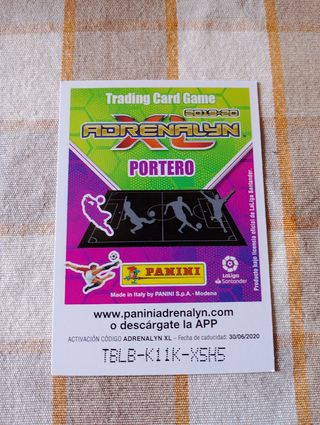 Trading Card Game
2019-20
ADRENALYN XL™
PORTERO
PANINI
LaLiga
Santander
Made in Italy by PANINI S.p.A. - Modena
Producto bajo licencia oficial de LaLiga Santander.
www.paniniadrenalyn.com
o descárgate la APP
ACTIVACIÓN CÓDIGO ADRENALYN XL – Fecha de caducidad: 30/06/2020
TBLB-K11K-X5H5